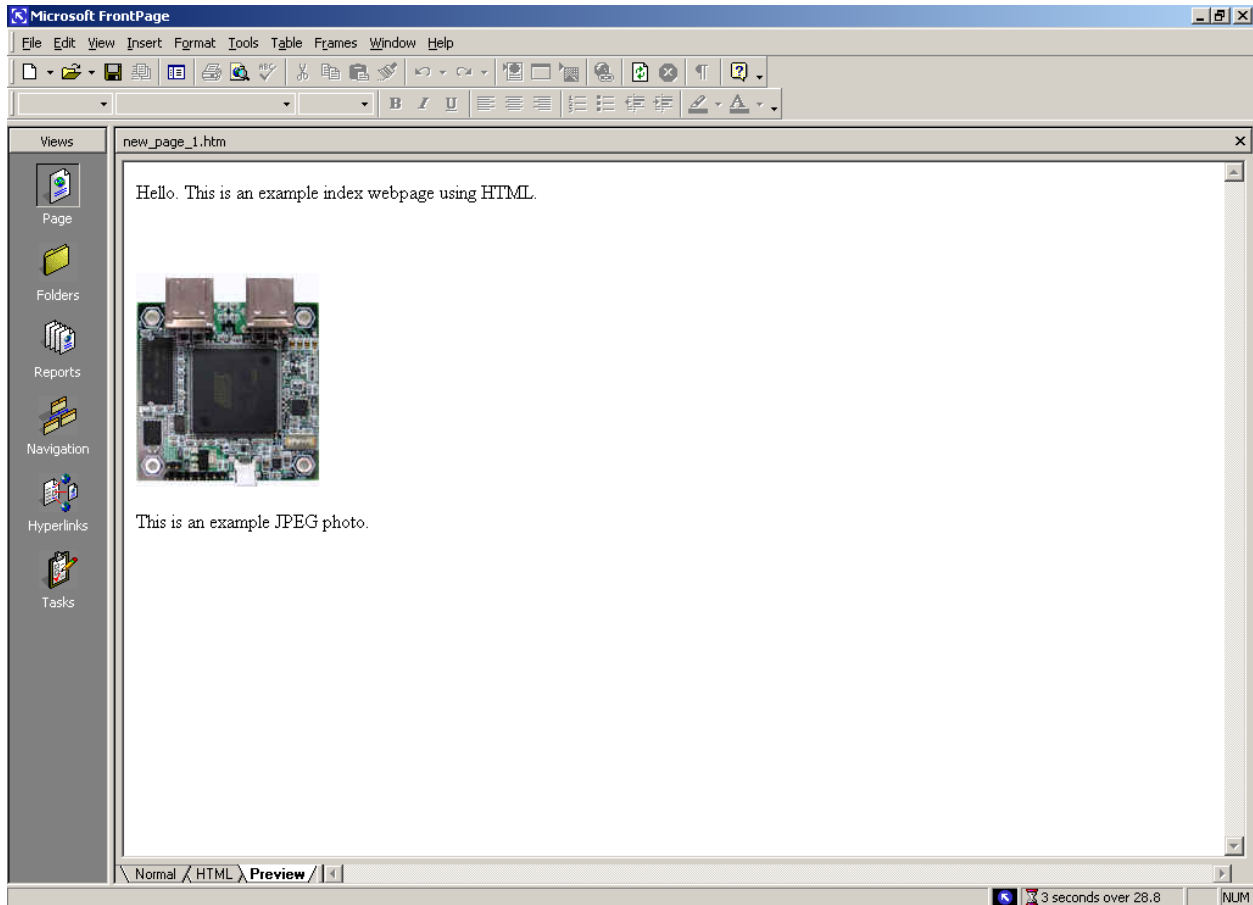 Microsoft FrontPage
File Edit View Insert Format Tools Table Frames Window Help
ABC
B I U A
Views
new_page_1.htm
Page
Folders
Reports
Navigation
Hyperlinks
Tasks
Hello. This is an example index webpage using HTML.
This is an example JPEG photo.
Normal HTML Preview
3 seconds over 28.8
NUM